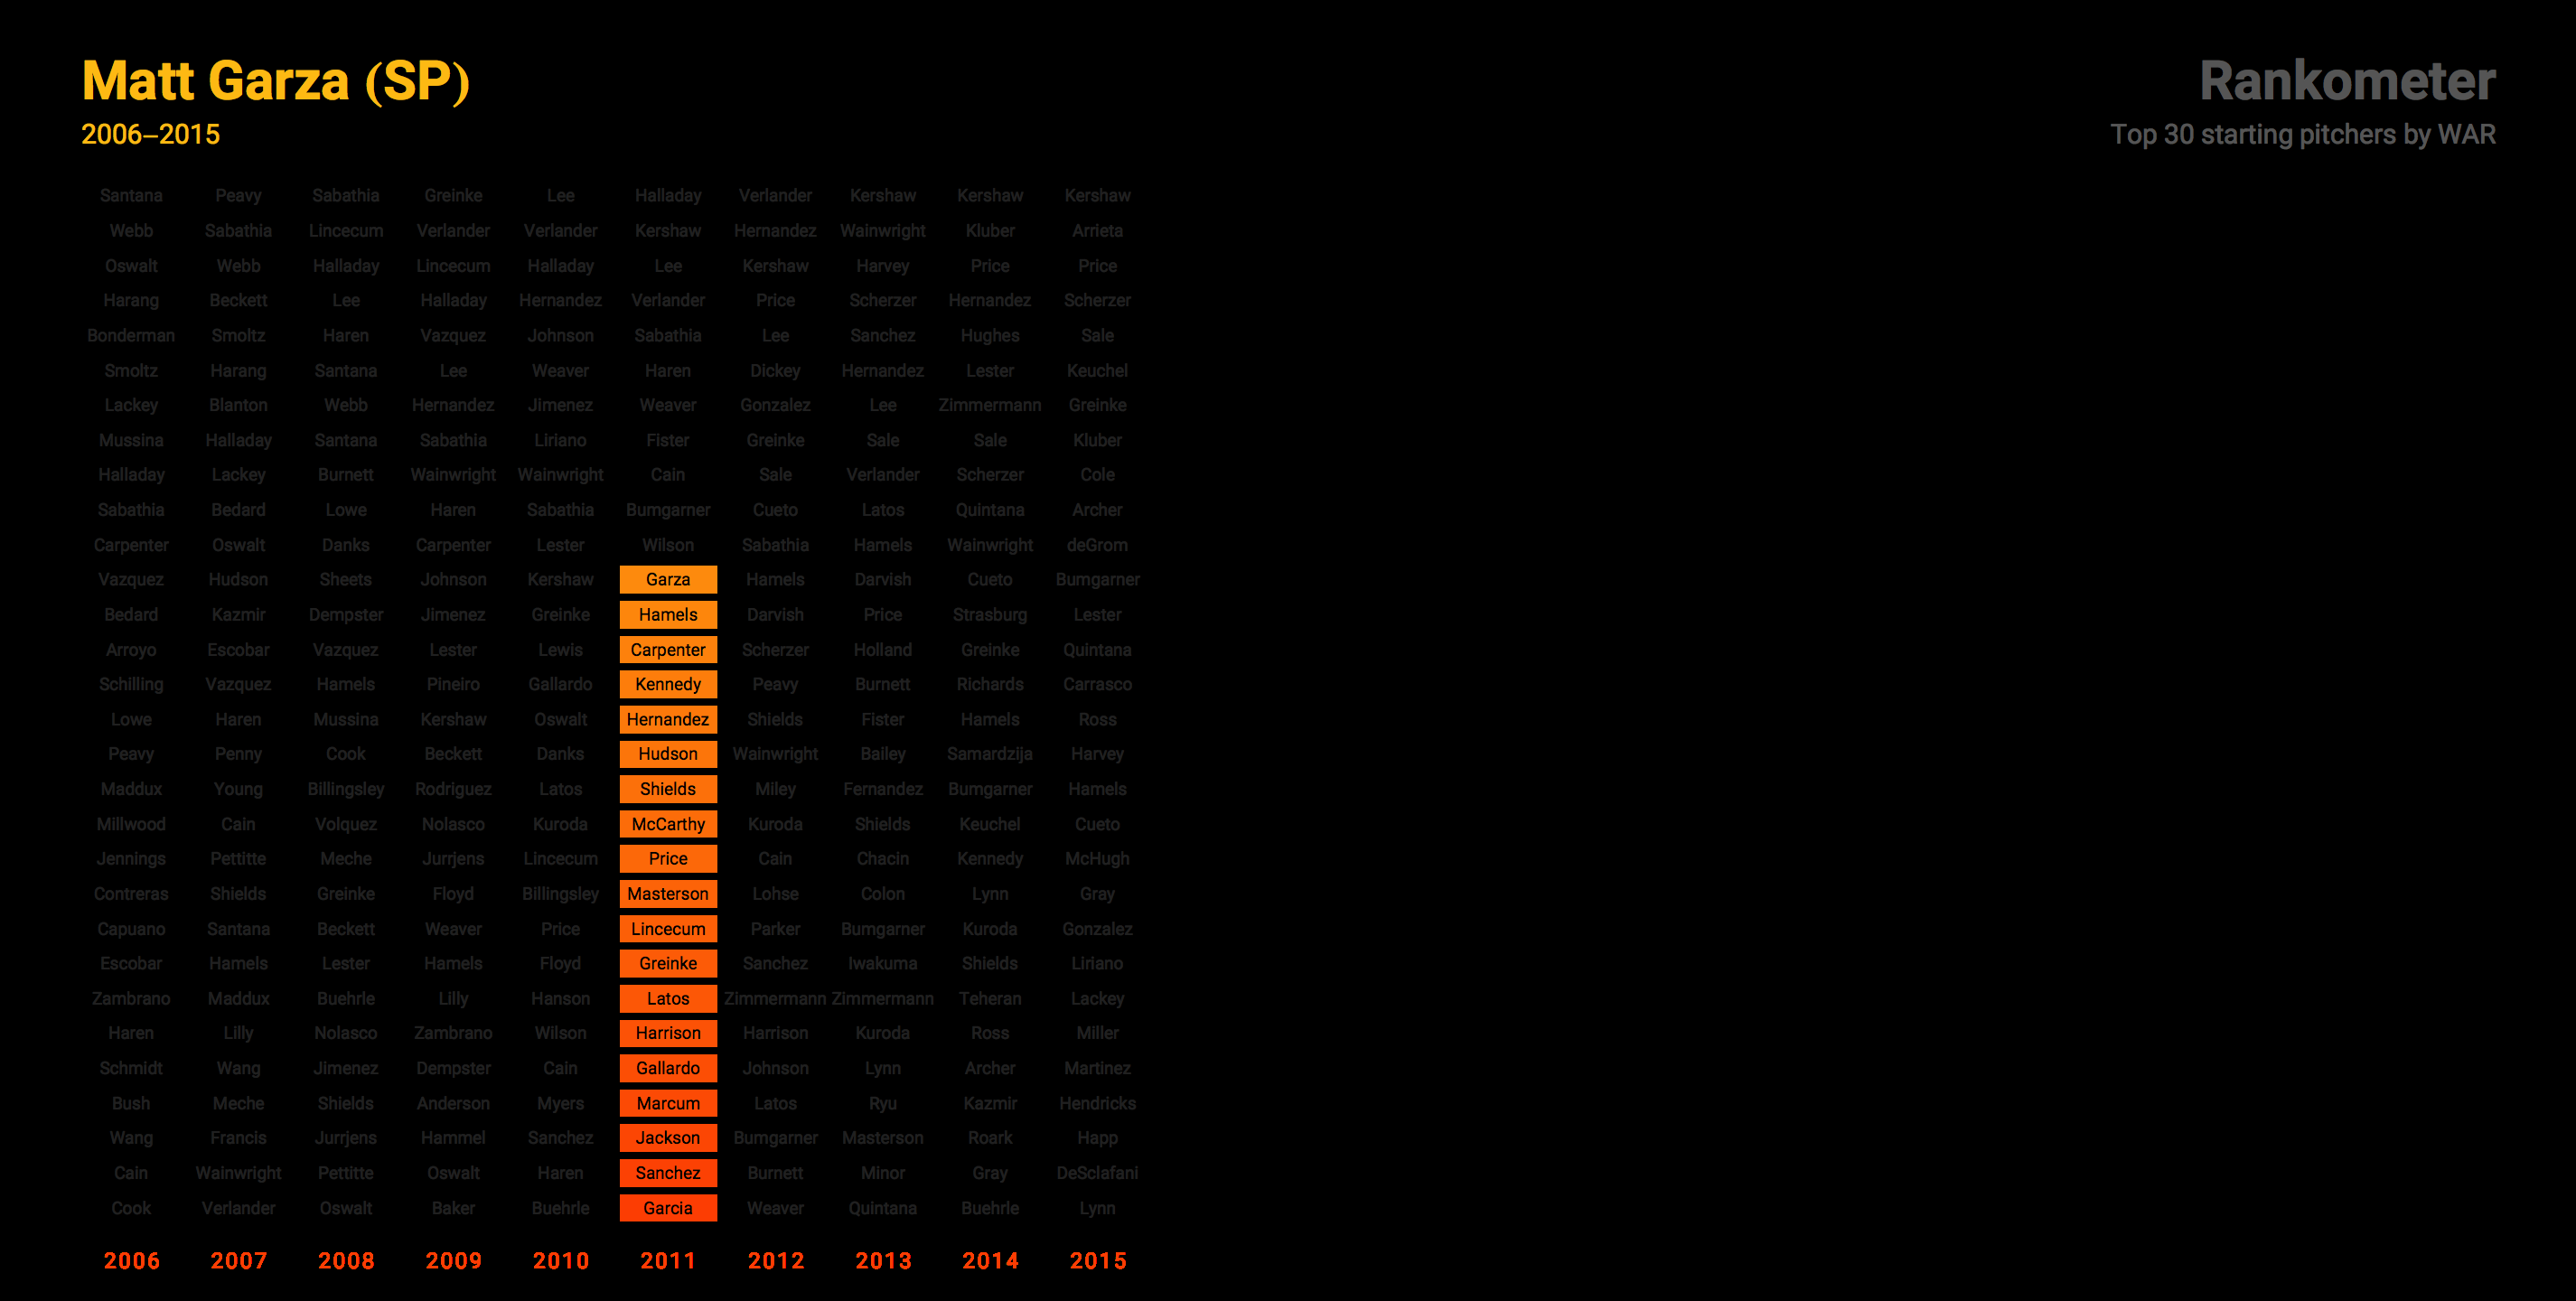 Matt Garza (SP)
2006–2015
Rankometer
Top 30 starting pitchers by WAR
Santana Peavy Sabathia Greinke Lee Halladay Verlander Kershaw Kershaw Kershaw
Webb Sabathia Lincecum Verlander Verlander Kershaw Hernandez Wainwright Kluber Arrieta
Oswalt Webb Halladay Lincecum Halladay Lee Kershaw Harvey Price Price
Harang Beckett Lee Halladay Hernandez Verlander Price Scherzer Hernandez Scherzer
Bonderman Smoltz Haren Vazquez Johnson Sabathia Lee Sanchez Hughes Sale
Smoltz Harang Santana Lee Weaver Haren Dickey Hernandez Lester Keuchel
Lackey Blanton Webb Hernandez Jimenez Weaver Gonzalez Lee Zimmermann Greinke
Mussina Halladay Santana Sabathia Liriano Fister Greinke Sale Sale Kluber
Halladay Lackey Burnett Wainwright Wainwright Cain Sale Verlander Scherzer Cole
Sabathia Bedard Lowe Haren Sabathia Bumgarner Cueto Latos Quintana Archer
Carpenter Oswalt Danks Carpenter Lester Wilson Sabathia Hamels Wainwright deGrom
Vazquez Hudson Sheets Johnson Kershaw Garza Hamels Darvish Cueto Bumgarner
Bedard Kazmir Dempster Jimenez Greinke Hamels Darvish Price Strasburg Lester
Arroyo Escobar Vazquez Lester Lewis Carpenter Scherzer Holland Greinke Quintana
Schilling Vazquez Hamels Pineiro Gallardo Kennedy Peavy Burnett Richards Carrasco
Lowe Haren Mussina Kershaw Oswalt Hernandez Shields Fister Hamels Ross
Peavy Penny Cook Beckett Danks Hudson Wainwright Bailey Samardzija Harvey
Maddux Young Billingsley Rodriguez Latos Shields Miley Fernandez Bumgarner Hamels
Millwood Cain Volquez Nolasco Kuroda McCarthy Kuroda Shields Keuchel Cueto
Jennings Pettitte Meche Jurrjens Lincecum Price Cain Chacin Kennedy McHugh
Contreras Shields Greinke Floyd Billingsley Masterson Lohse Colon Lynn Gray
Capuano Santana Beckett Weaver Price Lincecum Parker Bumgarner Kuroda Gonzalez
Escobar Hamels Lester Hamels Floyd Greinke Sanchez Iwakuma Shields Liriano
Zambrano Maddux Buehrle Lilly Hanson Latos Zimmermann Zimmermann Teheran Lackey
Haren Lilly Nolasco Zambrano Wilson Harrison Harrison Kuroda Ross Miller
Schmidt Wang Jimenez Dempster Cain Gallardo Johnson Lynn Archer Martinez
Bush Meche Shields Anderson Myers Marcum Latos Ryu Kazmir Hendricks
Wang Francis Jurrjens Hammel Sanchez Jackson Bumgarner Masterson Roark Happ
Cain Wainwright Pettitte Oswalt Haren Sanchez Burnett Minor Gray DeSclafani
Cook Verlander Oswalt Baker Buehrle Garcia Weaver Quintana Buehrle Lynn
2006 2007 2008 2009 2010 2011 2012 2013 2014 2015